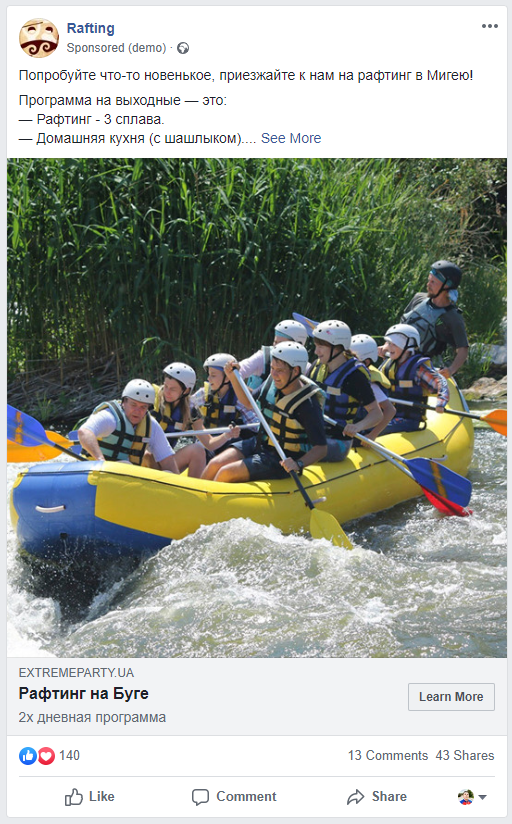 Rafting
Sponsored (demo) ·
Попробуйте что-то новенькое, приезжайте к нам на рафтинг в Мигею!
Программа на выходные — это:
— Рафтинг - 3 сплава.
— Домашняя кухня (с шашлыком).... See More
EXTREMEPARTY.UA
Рафтинг на Буге
2х дневная программа
Learn More
140
13 Comments 43 Shares
Like Comment Share